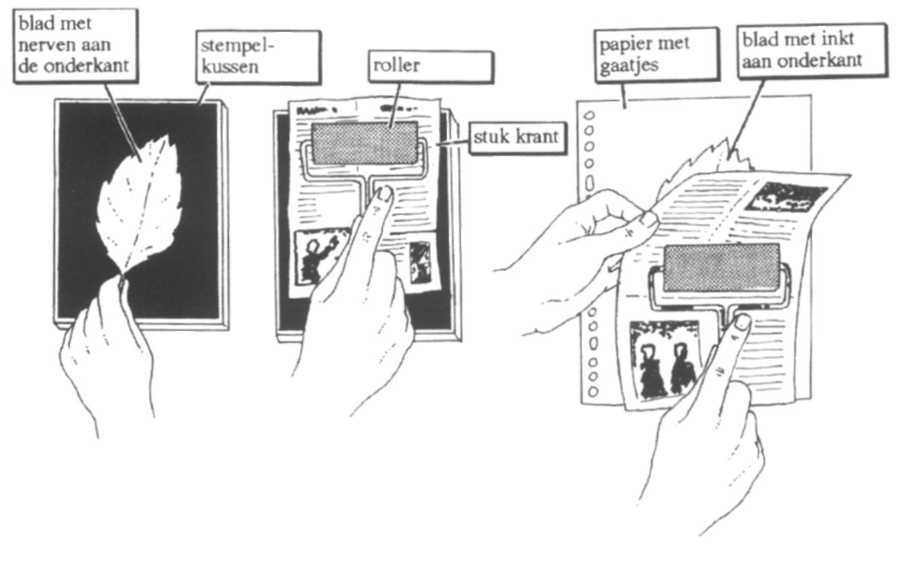 blad met
nerven aan
de onderkant
stempel-
kussen
roller
stuk krant
papier met
gaatjes
blad met inkt
aan onderkant